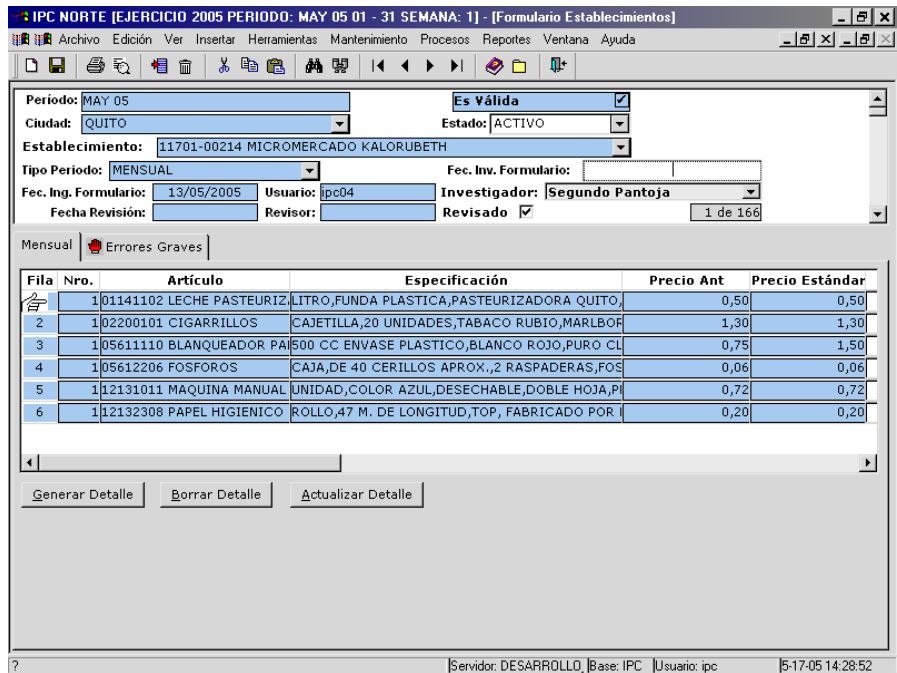 IPC NORTE [EJERCICIO 2005 PERIODO: MAY 05 01 - 31 SEMANA: 1] - [Formulario Establecimientos]
Archivo Edición Ver Insertar Herramientas Mantenimiento Procesos Reportes Ventana Ayuda
Período: MAY 05 Es Válida
Ciudad: QUITO Estado: ACTIVO
Establecimiento: 11701-00214 MICROMERCADO KALORUBETH
Tipo Periodo: MENSUAL Fec. Inv. Formulario:
Fec. Ing. Formulario: 13/05/2005 Usuario: ipc04 Investigador: Segundo Pantoja
Fecha Revisión: Revisor: Revisado 1 de 166
Mensual Errores Graves
Fila Nro. Artículo Especificación Precio Ant Precio Estándar
1 01141102 LECHE PASTEURIZ LITRO,FUNDA PLASTICA,PASTEURIZADORA QUITO, 0,50 0,50
2 1 02200101 CIGARRILLOS CAJETILLA,20 UNIDADES,TABACO RUBIO,MARLBOR 1,30 1,30
3 1 05611110 BLANQUEADOR PA 500 CC ENVASE PLASTICO,BLANCO ROJO,PURO CL 0,75 1,50
4 1 05612206 FOSFOROS CAJA,DE 40 CERILLOS APROX.,2 RASPADERAS,FOS 0,06 0,06
5 1 12131011 MAQUINA MANUAL UNIDAD,COLOR AZUL,DESECHABLE,DOBLE HOJA,P 0,72 0,72
6 1 12132308 PAPEL HIGIENICO ROLLO,47 M. DE LONGITUD,TOP, FABRICADO POR 0,20 0,20
Generar Detalle Borrar Detalle Actualizar Detalle
? Servidor: DESARROLLO_ Base: IPC Usuario: ipc 5-17-05 14:28:52